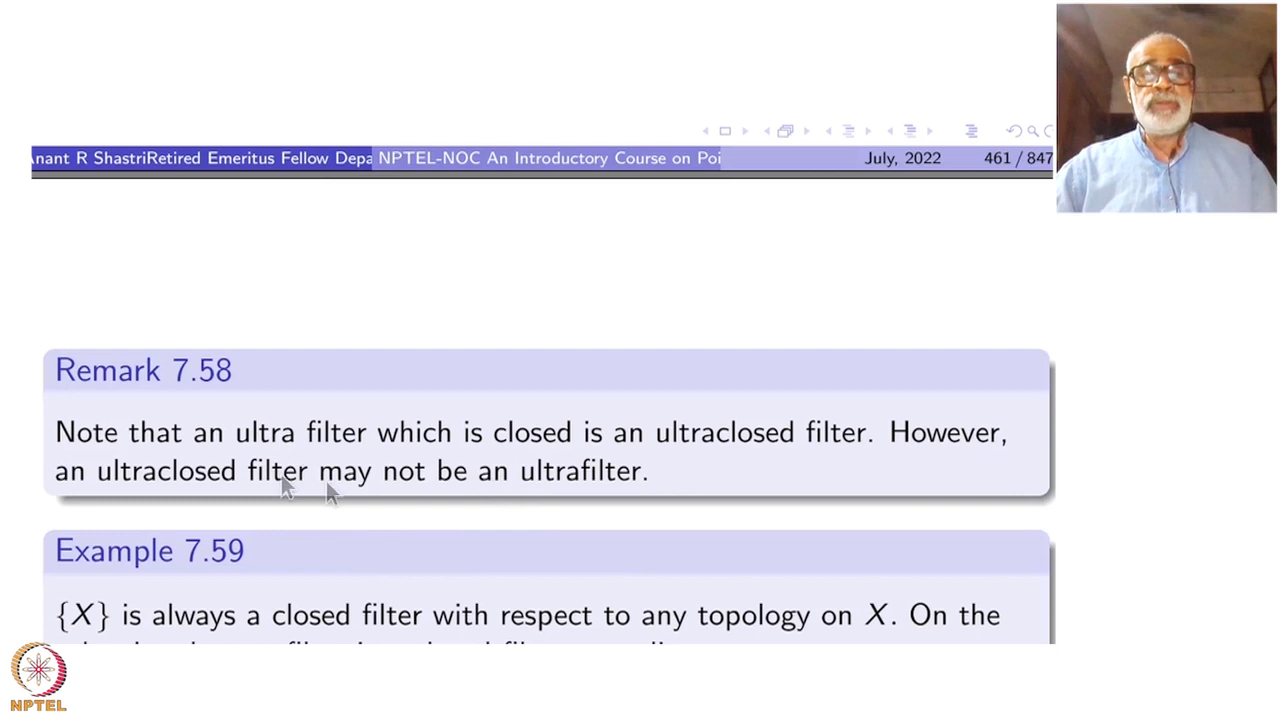 Anant R ShastriRetired Emeritus Fellow Depa NPTEL-NOC An Introductory Course on Poi July, 2022 461 / 847
Remark 7.58
Note that an ultra filter which is closed is an ultraclosed filter. However,
an ultraclosed filter may not be an ultrafilter.
Example 7.59
{X} is always a closed filter with respect to any topology on X. On the
NPTEL